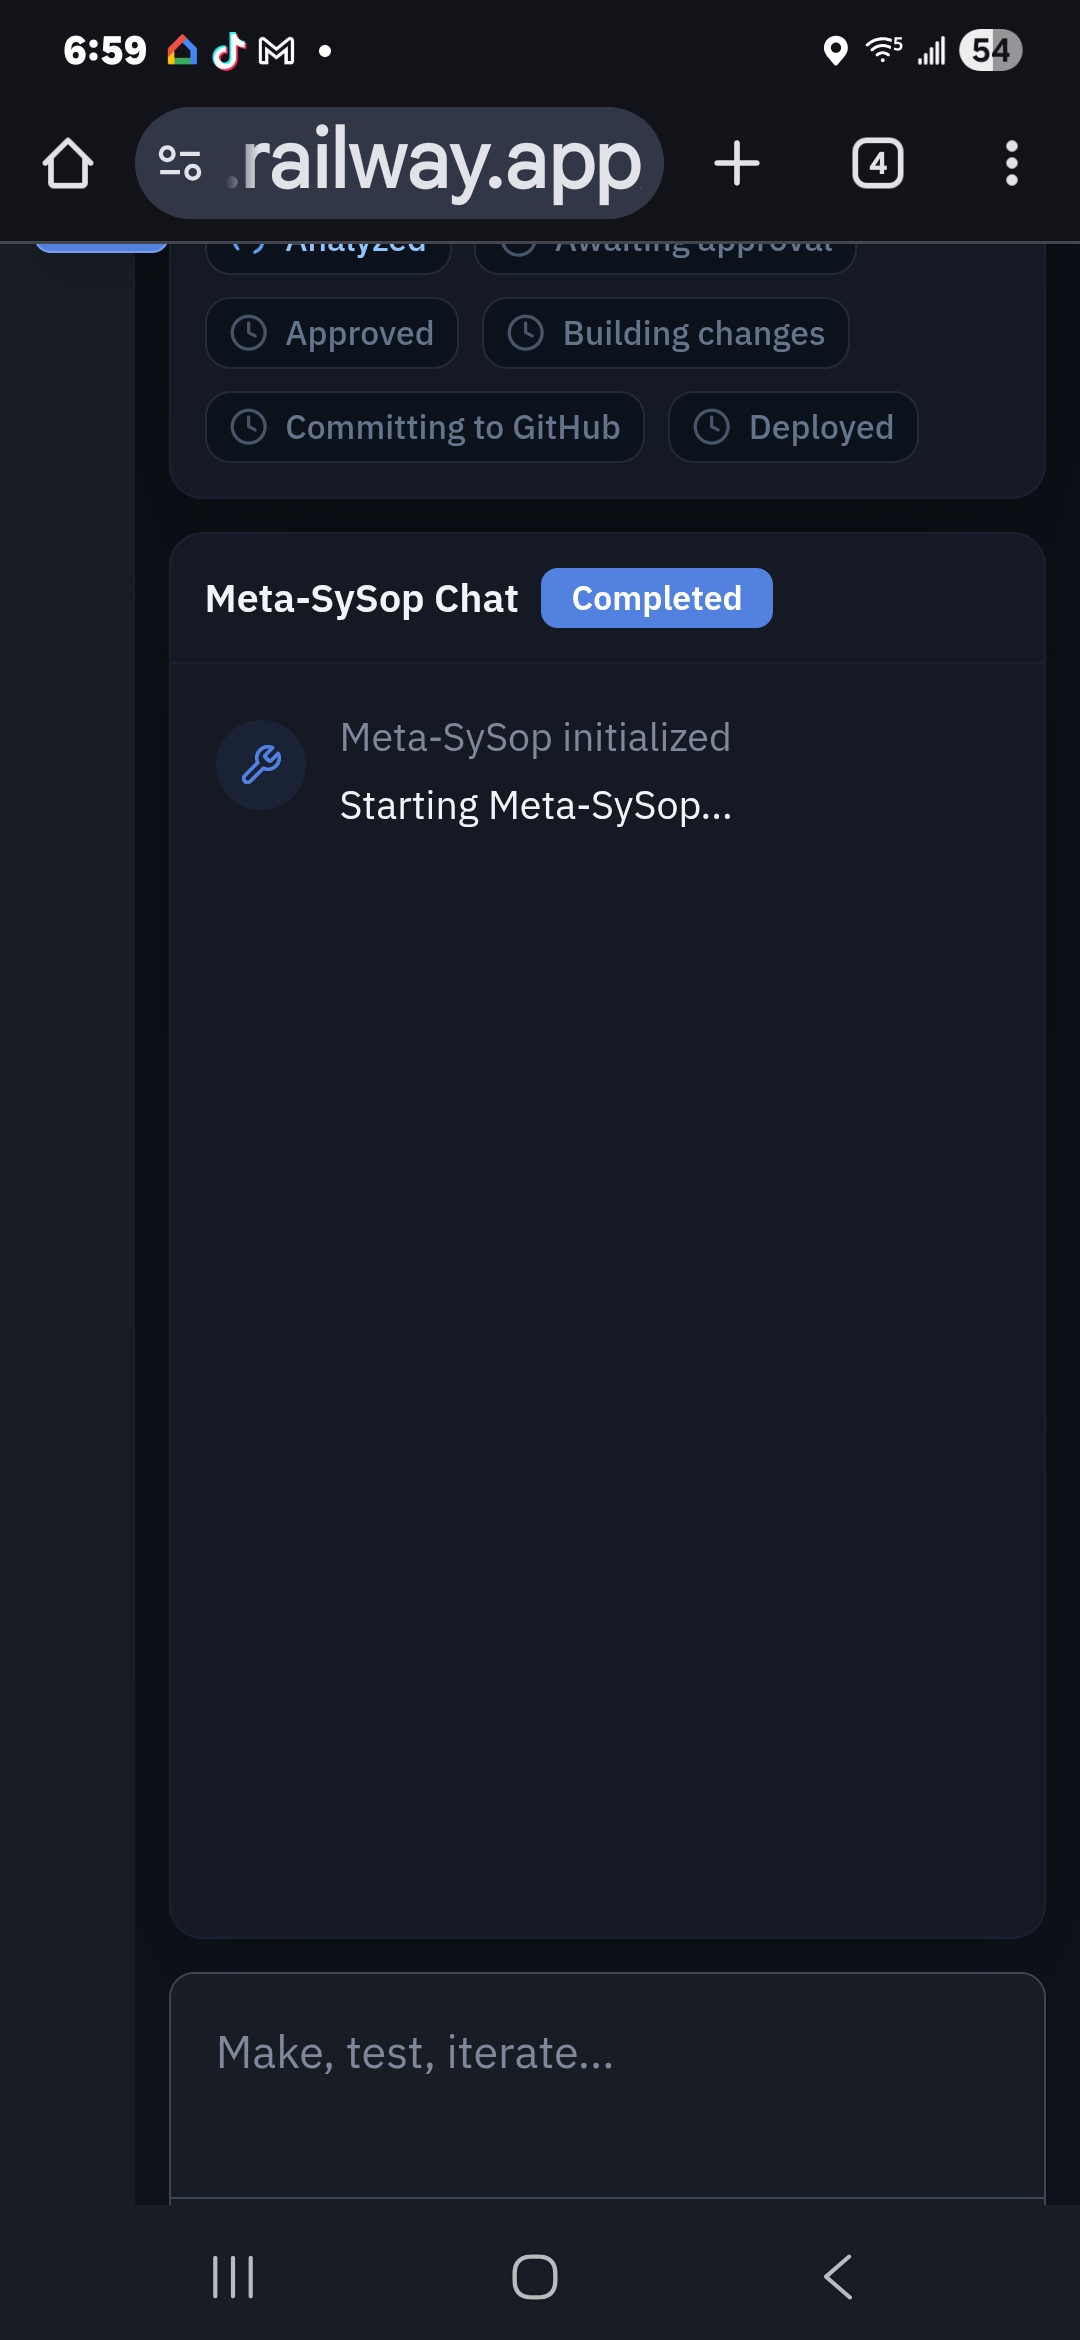 6:59
5
54
.railway.app
4
Analyzed
Awaiting approval
Approved
Building changes
Committing to GitHub
Deployed
Meta-SySop Chat
Completed
Meta-SySop initialized
Starting Meta-SySop...
Make, test, iterate...